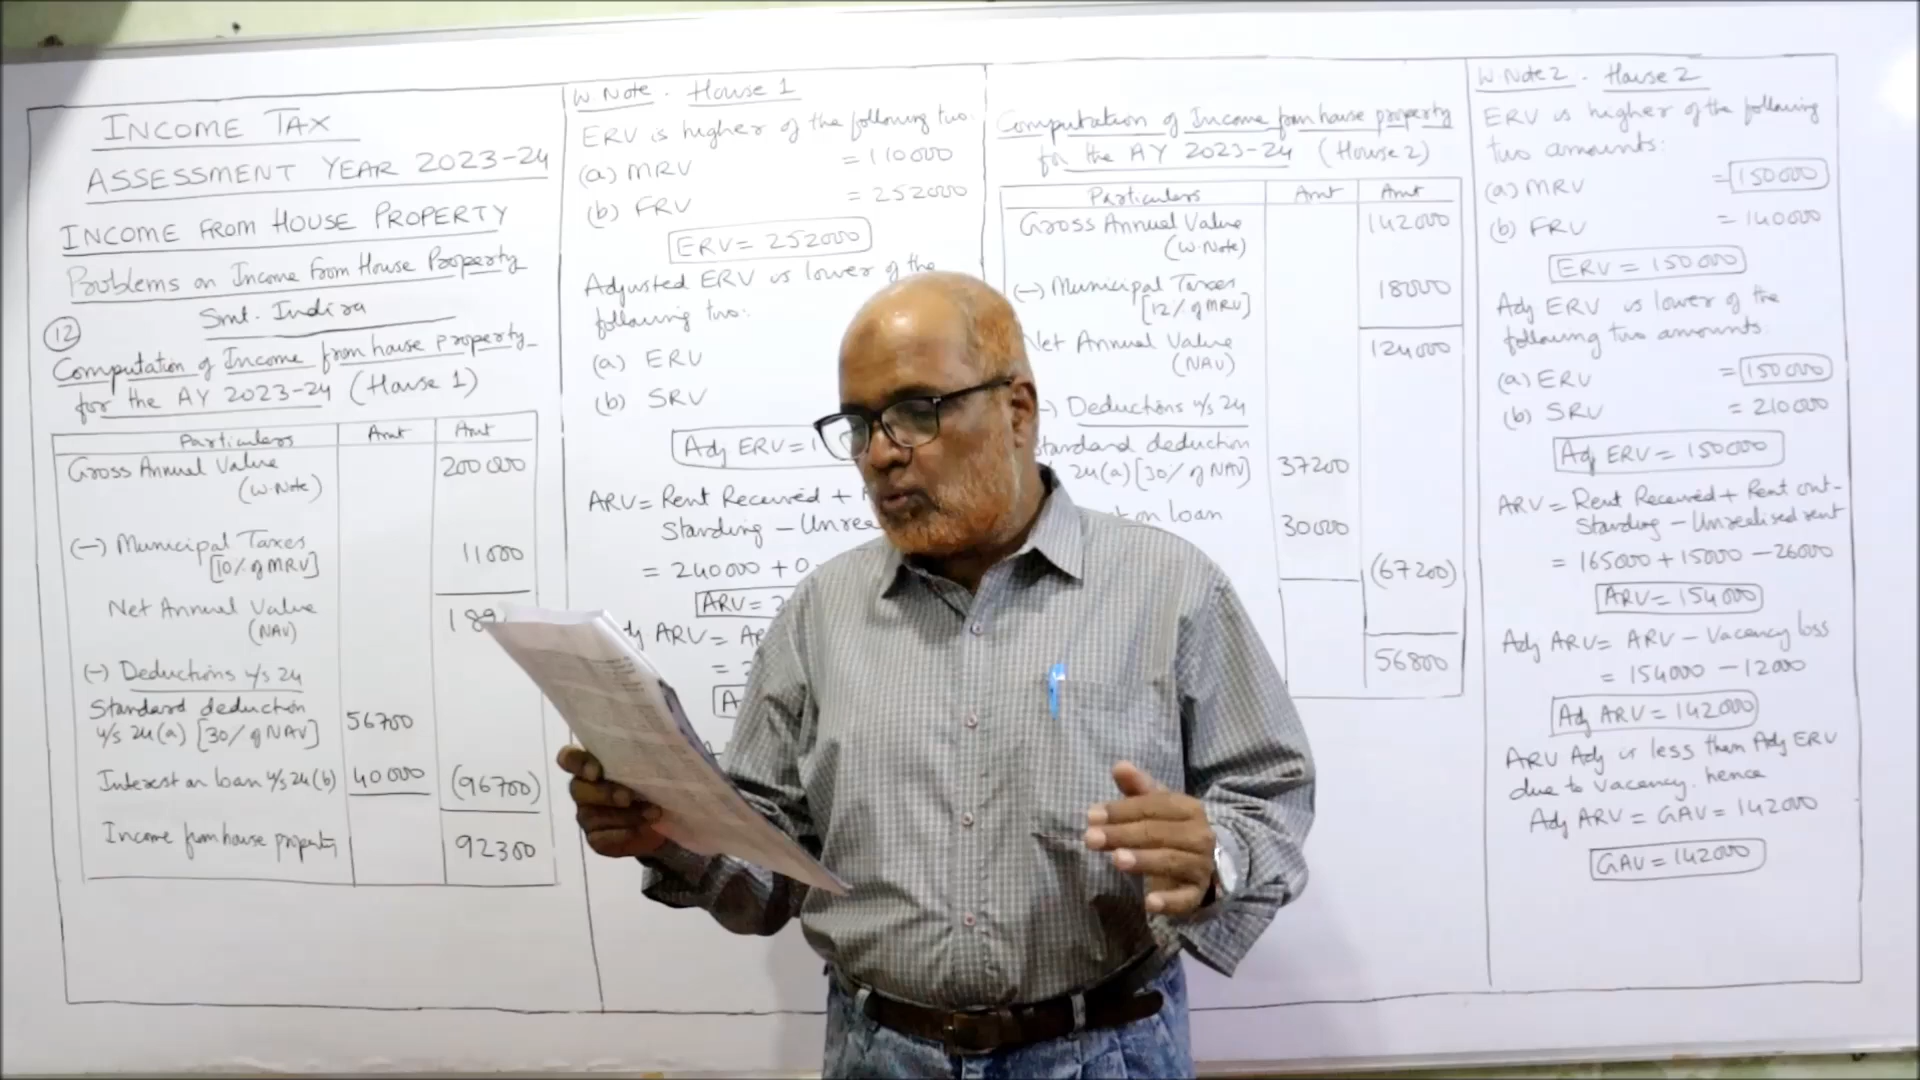 INCOME TAX
ASSESSMENT YEAR 2023-24
INCOME FROM HOUSE PROPERTY
Problems on Income from House Property
Smt. Indira
12
Computation of Income from house property
for the AY 2023-24 (House 1)
Particulars Amt Amt
Gross Annual Value 200000
(W.Note)
(-) Municipal Taxes 11000
[10% of MRV]
Net Annual Value
(NAV)
(-) Deductions u/s 24
Standard deduction 56700
u/s 24(a) [30% of NAV]
Interest on loan u/s 24(b) 40000 (96700)
Income from house property 92300
W.Note. House 1
ERV is higher of the following two:
(a) MRV = 110000
(b) FRV = 252000
ERV = 252000
Adjusted ERV is lower of the
following two:
(a) ERV
(b) SRV
Adj ERV = 1
ARV = Rent Received +
Standing -
= 240000 + 0
ARV = 2
ARV =
=
Computation of Income from house property
for the AY 2023-24 (House 2)
Particulars Amt Amt
Gross Annual Value 142000
(W.Note)
(-) Municipal Taxes 18000
[12% of MRV]
Net Annual Value 124000
(NAV)
Deductions u/s 24
Standard deduction
24(a) [30% of NAV] 37200
on loan 30000
(67200)
56800
W.Note 2. House 2
ERV is higher of the following
two amounts:
(a) MRV = 150000
(b) FRV = 140000
ERV = 150000
Adj ERV is lower of the
following two amounts
(a) ERV = 150000
(b) SRV = 210000
Adj ERV = 150000
ARV = Rent Received + Rent out-
Standing - Unrealised rent
= 165000 + 15000 - 26000
ARV = 154000
Adj ARV = ARV - Vacancy loss
= 154000 - 12000
Adj ARV = 142000
ARV Adj is less than Adj ERV
due to vacancy. hence
Adj ARV = GAV = 142000
GAV = 142000